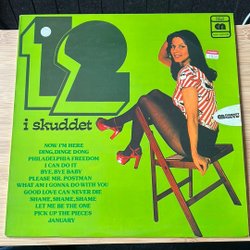 12
i skuddet
NOW I'M HERE
DING, DINGE DONG
PHILADELPHIA FREEDOM
I CAN DO IT
BYE, BYE BABY
PLEASE MR. POSTMAN
WHAT AM I GONNA DO WITH YOU
GOOD LOVE CAN NEVER DIE
SHAME, SHAME, SHAME
LET ME BE THE ONE
PICK UP THE PIECES
JANUARY